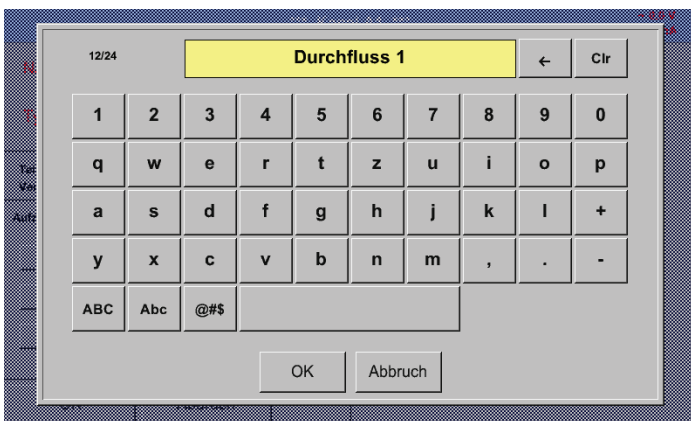 12/24 Durchfluss 1 ← Clr
1 2 3 4 5 6 7 8 9 0
q w e r t z u i o p
a s d f g h j k l +
y x c v b n m , . -
ABC Abc @#$
OK Abbruch